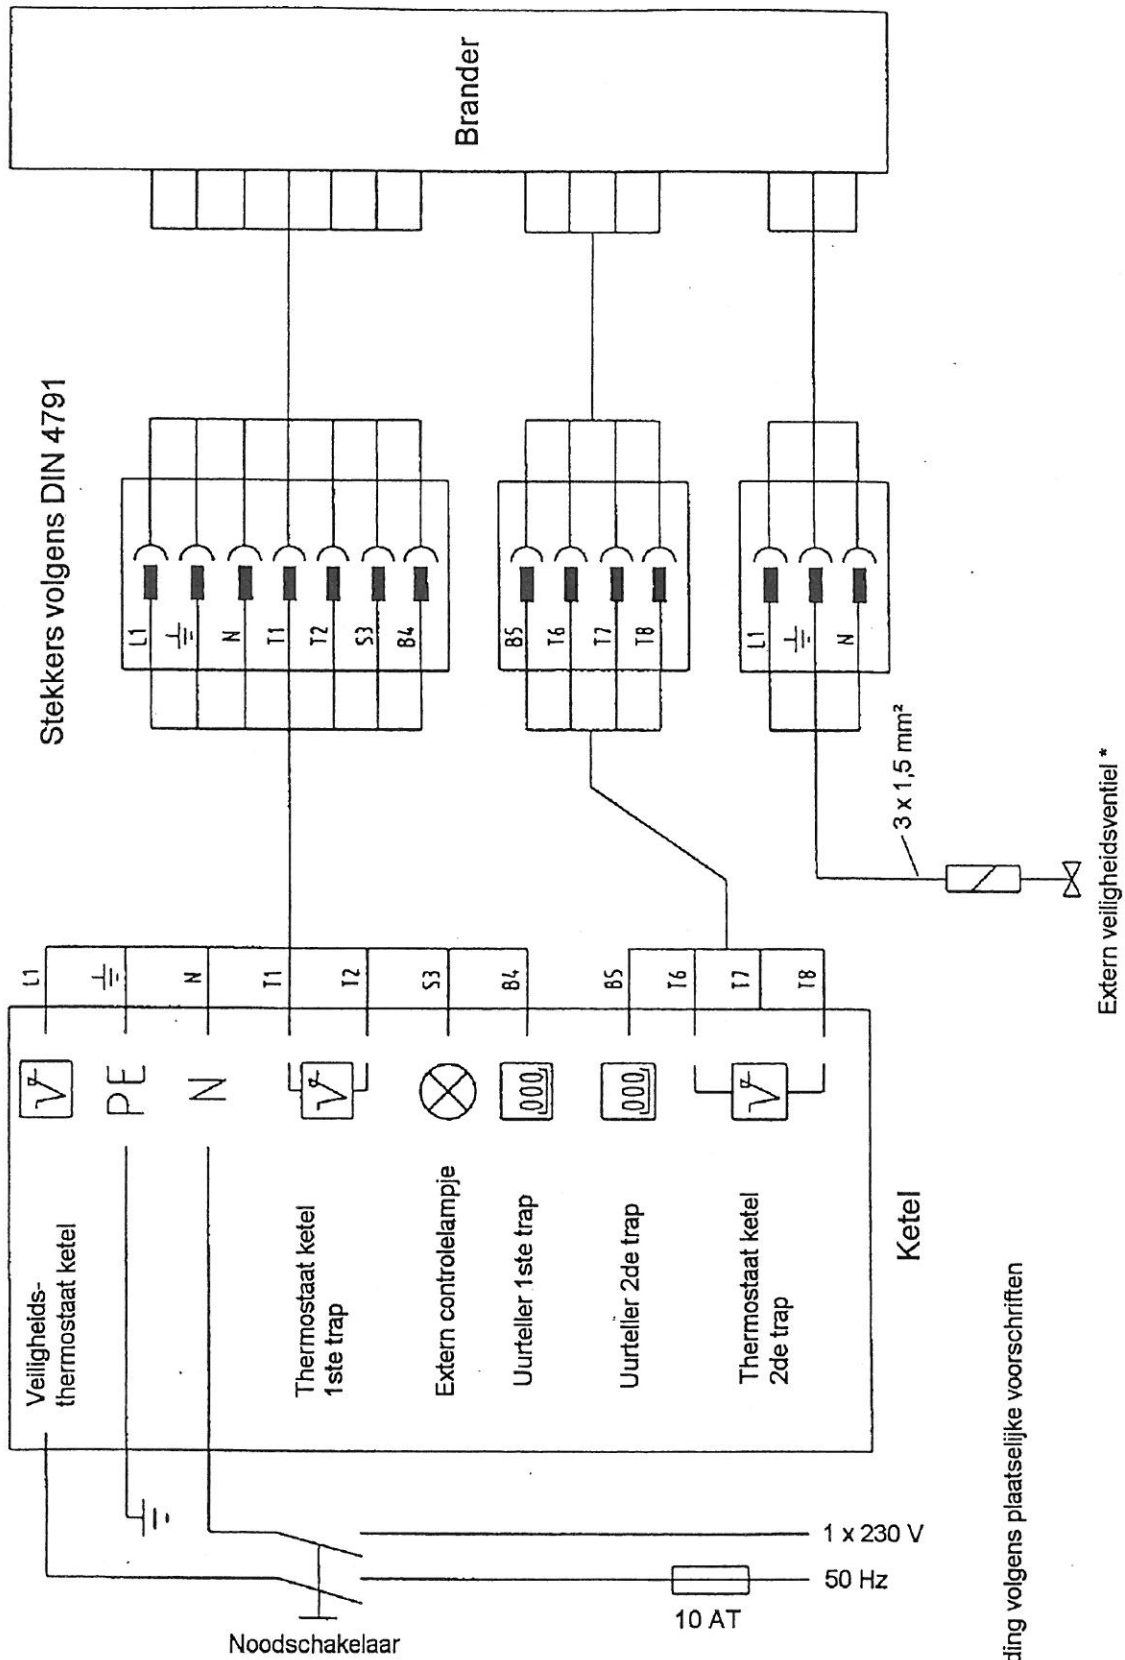 Brander
Stekkers volgens DIN 4791
L1
N
T1
T2
S3
B4
B5
T6
T7
T8
L1
N
3 x 1,5 mm²
Extern veiligheidsventiel *
L1
N
T1
T2
S3
B4
B5
T6
T7
T8
PE
N
000
000
Veiligheids-
thermostaat ketel
Thermostaat ketel
1ste trap
Extern controlelampje
Uurteller 1ste trap
Uurteller 2de trap
Thermostaat ketel
2de trap
Ketel
1 x 230 V
50 Hz
10 AT
Noodschakelaar
ding volgens plaatselijke voorschriften